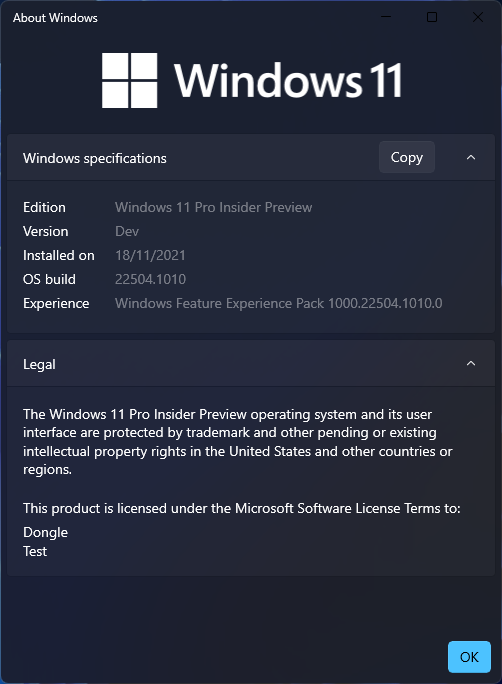 About Windows
Windows 11
Windows specifications
Copy
Edition Windows 11 Pro Insider Preview
Version Dev
Installed on 18/11/2021
OS build 22504.1010
Experience Windows Feature Experience Pack 1000.22504.1010.0
Legal
The Windows 11 Pro Insider Preview operating system and its user
interface are protected by trademark and other pending or existing
intellectual property rights in the United States and other countries or
regions.
This product is licensed under the Microsoft Software License Terms to:
Dongle
Test
OK